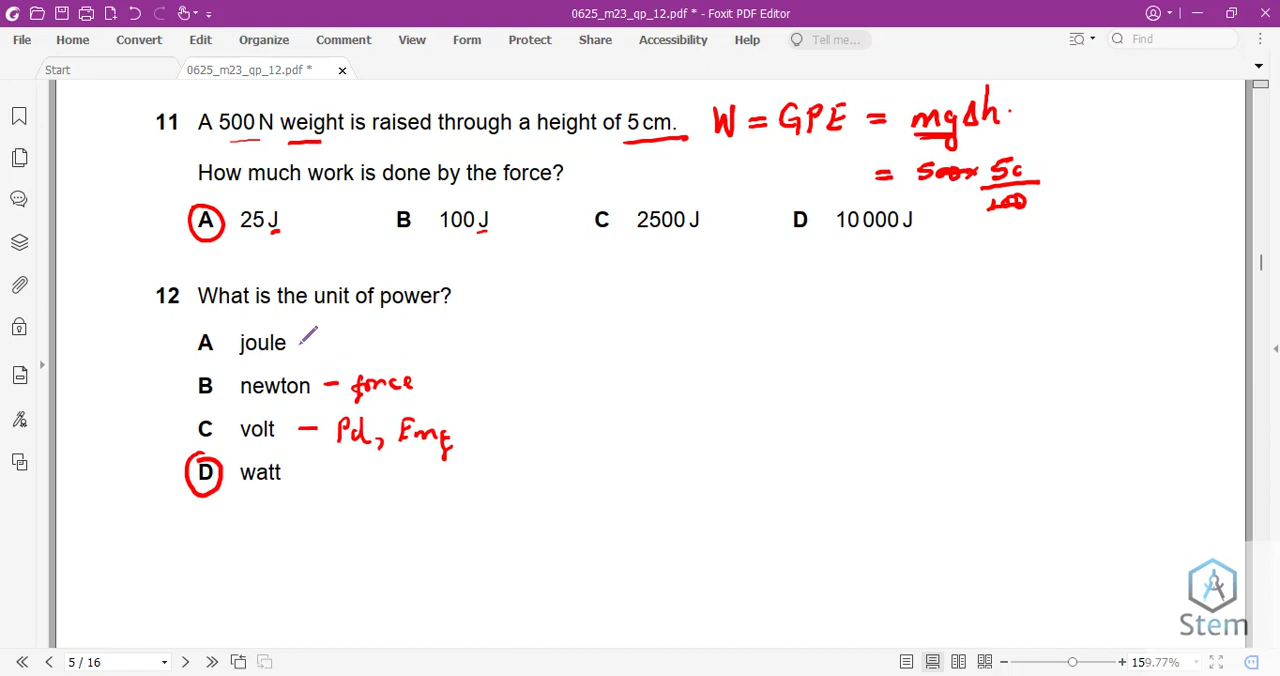 0625_m23_qp_12.pdf * - Foxit PDF Editor
File Home Convert Edit Organize Comment View Form Protect Share Accessibility Help Tell me... Find
Start 0625_m23_qp_12.pdf *
11 A 500 N weight is raised through a height of 5 cm. W = GPE = mgΔh.
How much work is done by the force? = 500 × 5c/100
A 25 J B 100 J C 2500 J D 10 000 J
12 What is the unit of power?
A joule
B newton - force
C volt - Pd, Emf
D watt
Stem
5 / 16 159.77%